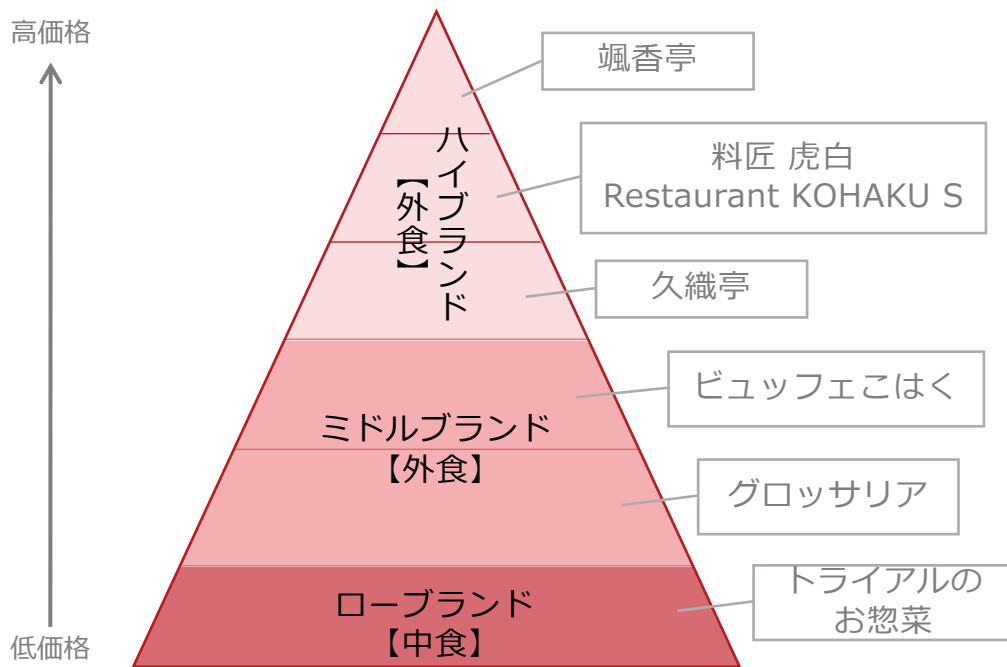 高価格
颯香亭
料匠 虎白
Restaurant KOHAKU S
ハイブランド
【外食】
久織亭
ビュッフェこはく
ミドルブランド
【外食】
グロッサリア
トライアルの
お惣菜
ローブランド
【中食】
低価格